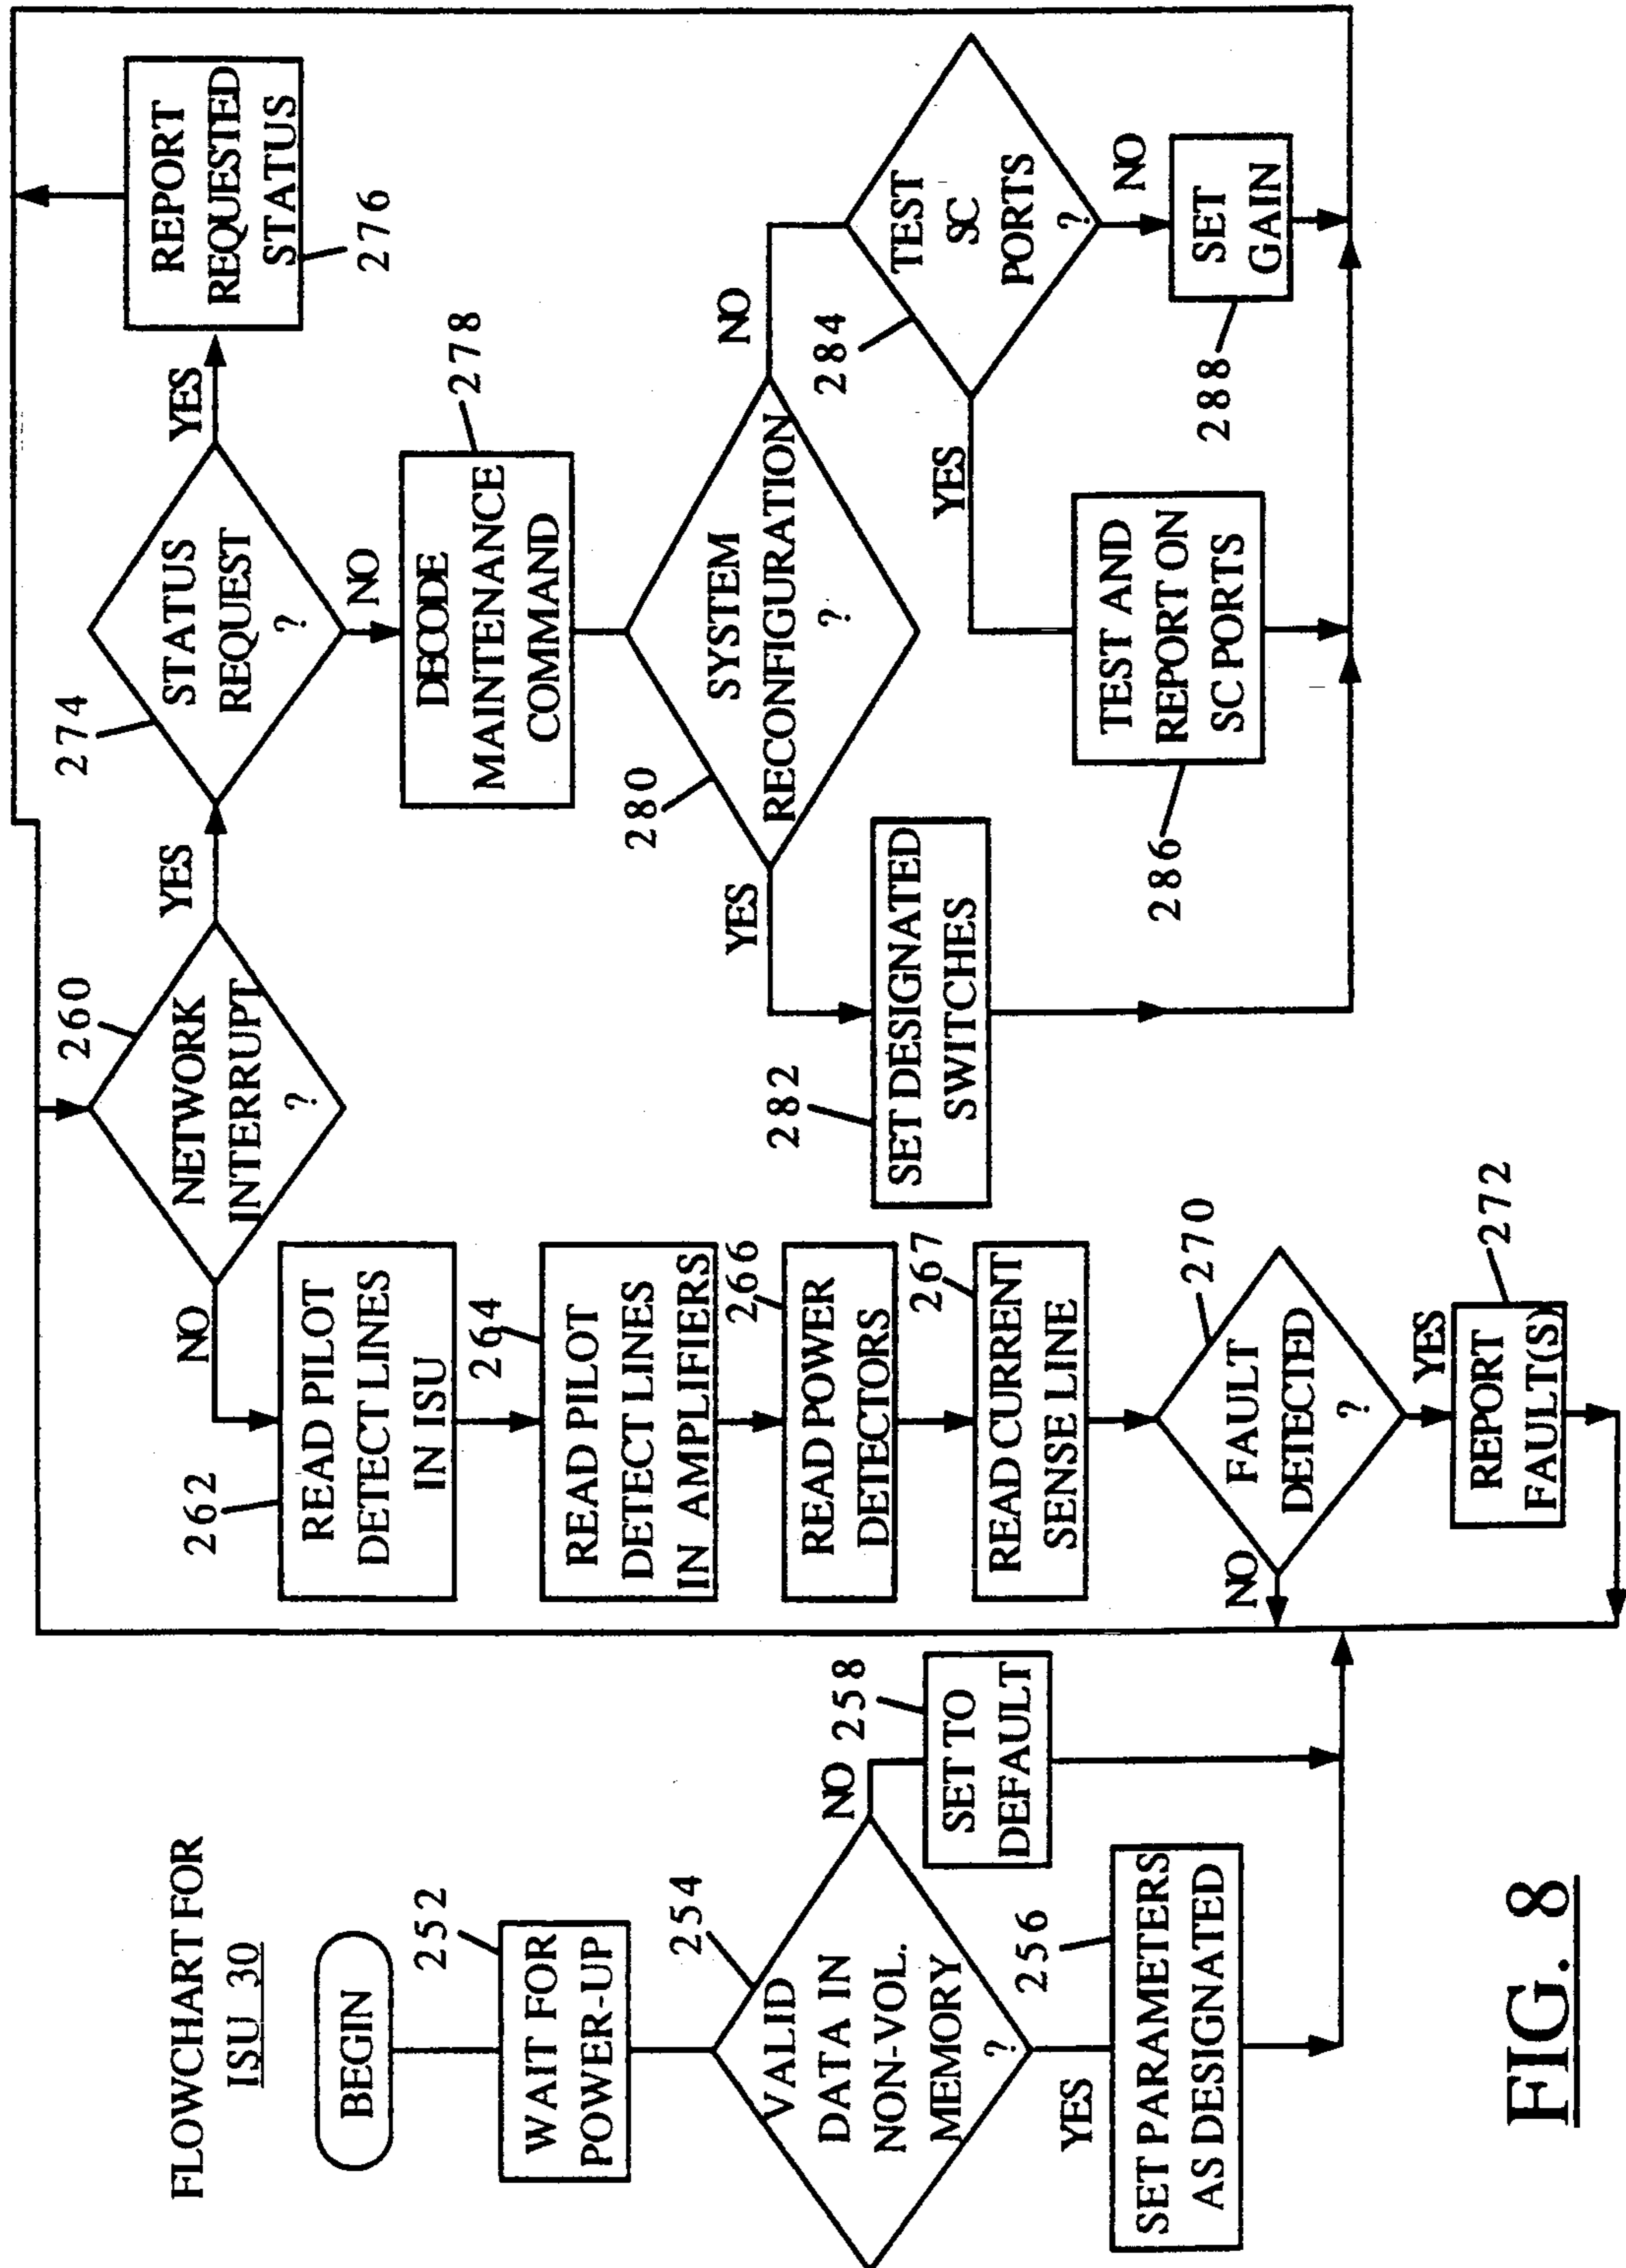 FLOWCHART FOR
ISU 30
BEGIN
252
WAIT FOR
POWER-UP
254
VALID
DATA IN
NON-VOL.
MEMORY
?
NO
258
SET TO
DEFAULT
YES
256
SET PARAMETERS
AS DESIGNATED
260
NETWORK
INTERRUPT
?
NO
YES
262
READ PILOT
DETECT LINES
IN ISU
264
READ PILOT
DETECT LINES
IN AMPLIFIERS
266
READ POWER
DETECTORS
267
READ CURRENT
SENSE LINE
270
FAULT
DETECTED
?
NO
YES
272
REPORT
FAULT(S)
274
STATUS
REQUEST
?
YES
REPORT
REQUESTED
STATUS
276
NO
278
DECODE
MAINTENANCE
COMMAND
280
SYSTEM
RECONFIGURATION
?
YES
NO
282
SET DESIGNATED
SWITCHES
284
TEST
SC
PORTS
?
YES
NO
286
TEST AND
REPORT ON
SC PORTS
288
SET
GAIN
FIG. 8